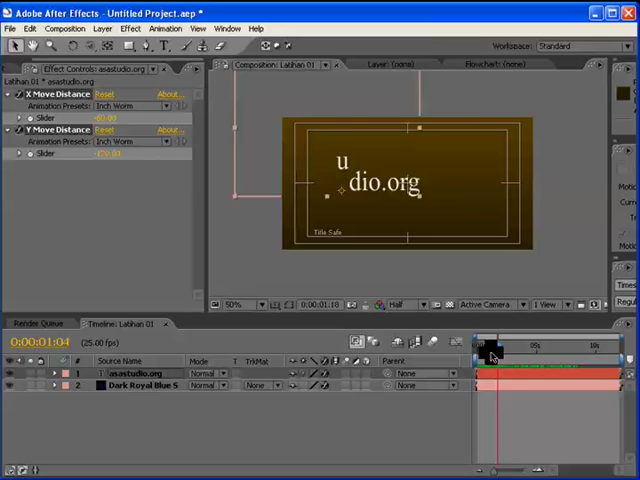 Adobe After Effects - Untitled Project.aep *
File Edit Composition Layer Effect Animation View Window Help
Workspace: Standard
Effect Controls: asastudio.org
Composition: Latihan 01
Layer: (none)
Flowchart: (none)
Latihan 01 * asastudio.org
X Move Distance Reset About...
Animation Presets: Inch Worm
Slider -60.00
Y Move Distance Reset About...
Animation Presets: Inch Worm
Slider
u
dio.org
Title Safe
50% 0:00:01:18 Half Active Camera 1 View
Render Queue Timeline: Latihan 01
0:00:01:04 (25.00 fps)
05s 10s
# Source Name Mode T TrkMat Parent
1 T asastudio.org Normal None
2 Dark Royal Blue S Normal None None